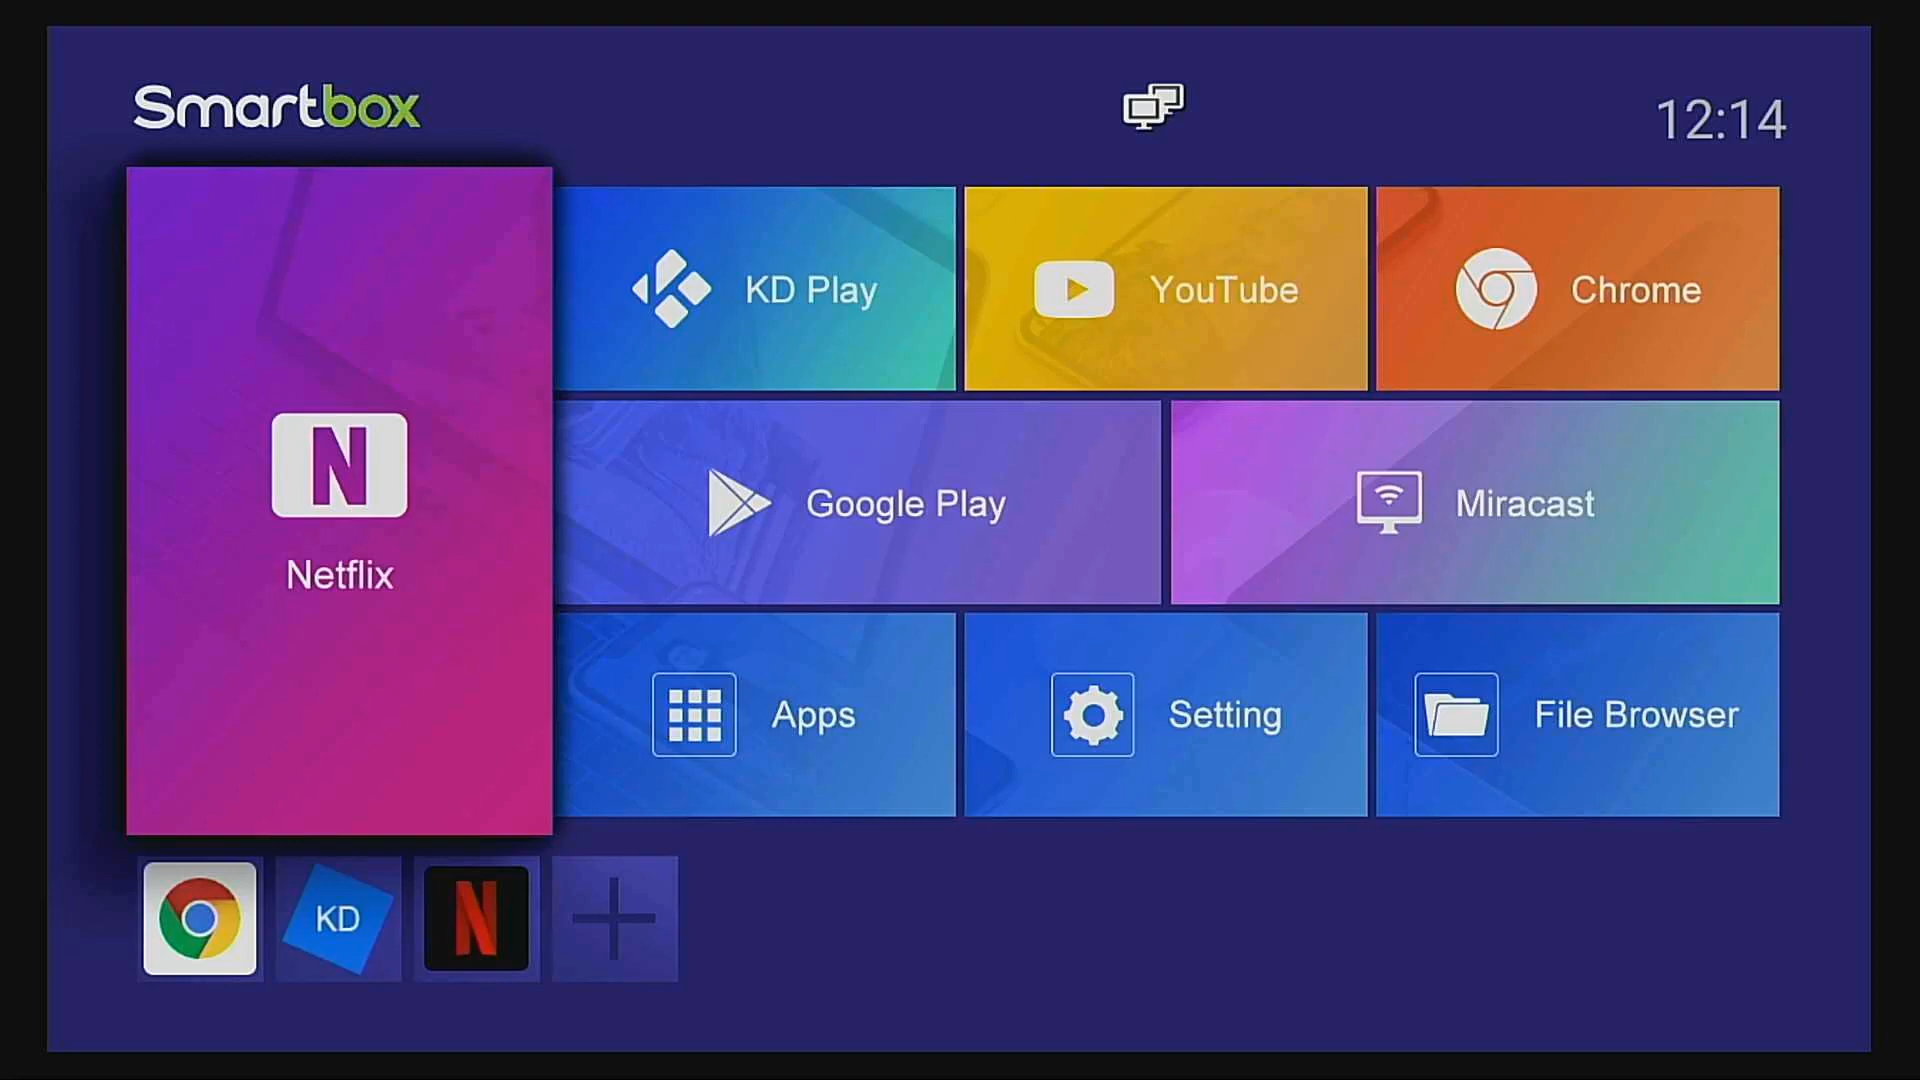 Smartbox
12:14
Netflix
KD Play
YouTube
Chrome
Google Play
Miracast
Apps
Setting
File Browser
KD